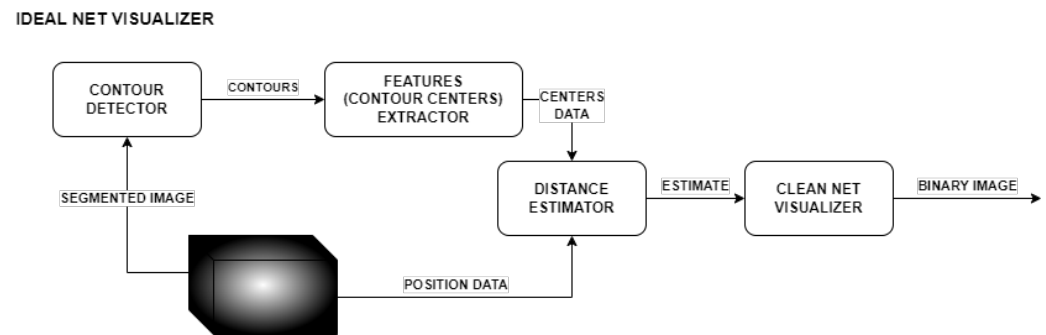 IDEAL NET VISUALIZER
CONTOUR
DETECTOR
CONTOURS
FEATURES
(CONTOUR CENTERS)
EXTRACTOR
CENTERS
DATA
SEGMENTED IMAGE
DISTANCE
ESTIMATOR
ESTIMATE
CLEAN NET
VISUALIZER
BINARY IMAGE
POSITION DATA